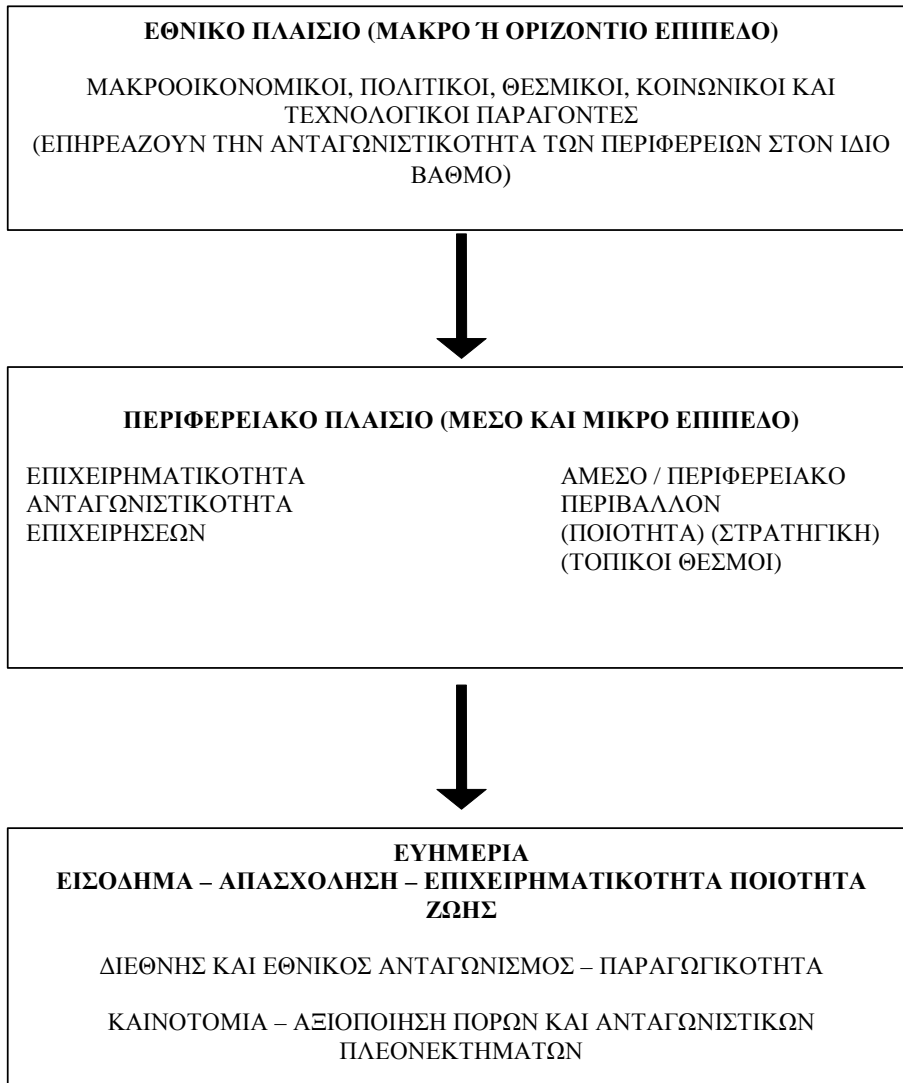 ΕΘΝΙΚΟ ΠΛΑΙΣΙΟ (ΜΑΚΡΟ Ή ΟΡΙΖΟΝΤΙΟ ΕΠΙΠΕΔΟ)
ΜΑΚΡΟΟΙΚΟΝΟΜΙΚΟΙ, ΠΟΛΙΤΙΚΟΙ, ΘΕΣΜΙΚΟΙ, ΚΟΙΝΩΝΙΚΟΙ ΚΑΙ
ΤΕΧΝΟΛΟΓΙΚΟΙ ΠΑΡΑΓΟΝΤΕΣ
(ΕΠΗΡΕΑΖΟΥΝ ΤΗΝ ΑΝΤΑΓΩΝΙΣΤΙΚΟΤΗΤΑ ΤΩΝ ΠΕΡΙΦΕΡΕΙΩΝ ΣΤΟΝ ΙΔΙΟ
ΒΑΘΜΟ)
ΠΕΡΙΦΕΡΕΙΑΚΟ ΠΛΑΙΣΙΟ (ΜΕΣΟ ΚΑΙ ΜΙΚΡΟ ΕΠΙΠΕΔΟ)
ΕΠΙΧΕΙΡΗΜΑΤΙΚΟΤΗΤΑ
ΑΝΤΑΓΩΝΙΣΤΙΚΟΤΗΤΑ
ΕΠΙΧΕΙΡΗΣΕΩΝ
ΑΜΕΣΟ / ΠΕΡΙΦΕΡΕΙΑΚΟ
ΠΕΡΙΒΑΛΛΟΝ
(ΠΟΙΟΤΗΤΑ) (ΣΤΡΑΤΗΓΙΚΗ)
(ΤΟΠΙΚΟΙ ΘΕΣΜΟΙ)
ΕΥΗΜΕΡΙΑ
ΕΙΣΟΔΗΜΑ – ΑΠΑΣΧΟΛΗΣΗ – ΕΠΙΧΕΙΡΗΜΑΤΙΚΟΤΗΤΑ ΠΟΙΟΤΗΤΑ
ΖΩΗΣ
ΔΙΕΘΝΗΣ ΚΑΙ ΕΘΝΙΚΟΣ ΑΝΤΑΓΩΝΙΣΜΟΣ – ΠΑΡΑΓΩΓΙΚΟΤΗΤΑ
ΚΑΙΝΟΤΟΜΙΑ – ΑΞΙΟΠΟΙΗΣΗ ΠΟΡΩΝ ΚΑΙ ΑΝΤΑΓΩΝΙΣΤΙΚΩΝ
ΠΛΕΟΝΕΚΤΗΜΑΤΩΝ